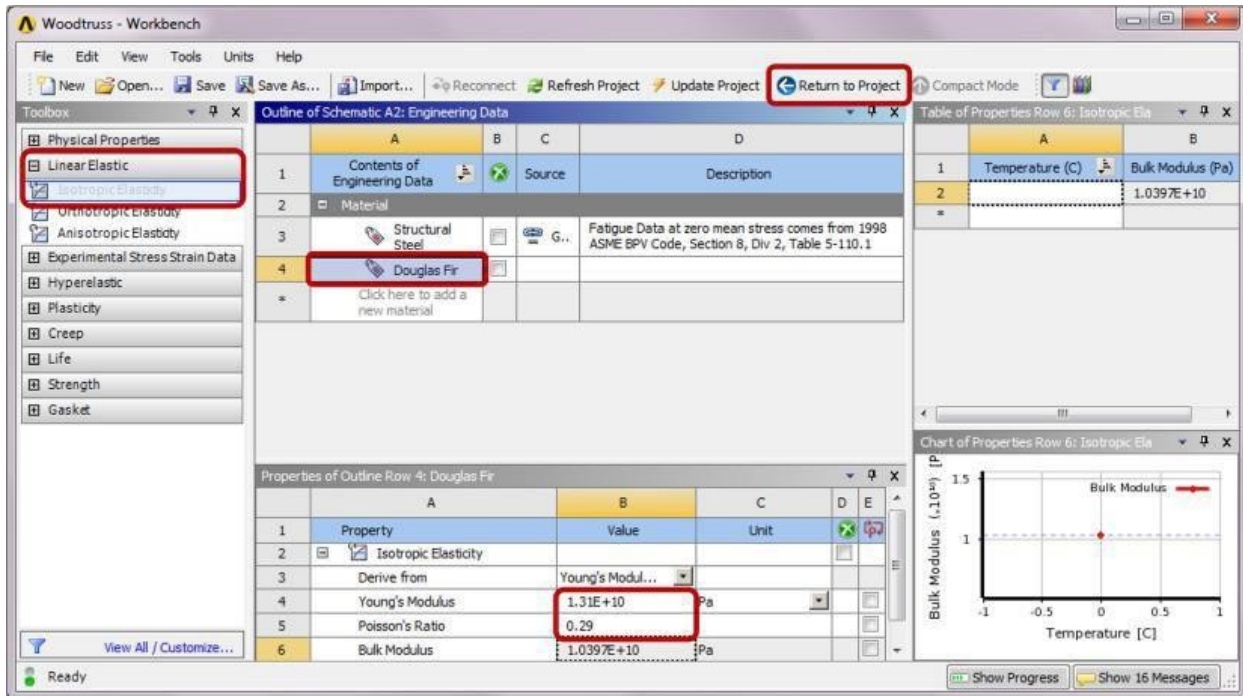 Woodtruss - Workbench
File Edit View Tools Units Help
New Open... Save Save As... Import... Reconnect Refresh Project Update Project Return to Project Compact Mode
Toolbox
Physical Properties
Linear Elastic
Isotropic Elasticity
Orthotropic Elasticity
Anisotropic Elasticity
Experimental Stress Strain Data
Hyperelastic
Plasticity
Creep
Life
Strength
Gasket
View All / Customize...
Outline of Schematic A2: Engineering Data
A B C D
1 Contents of Engineering Data Source Description
2 Material
3 Structural Steel G.. Fatigue Data at zero mean stress comes from 1998
ASME BPV Code, Section 8, Div 2, Table 5-110.1
4 Douglas Fir
* Click here to add a
new material
Properties of Outline Row 4: Douglas Fir
A B C D E
1 Property Value Unit
2 Isotropic Elasticity
3 Derive from Young's Modul...
4 Young's Modulus 1.31E+10 Pa
5 Poisson's Ratio 0.29
6 Bulk Modulus 1.0397E+10 Pa
Table of Properties Row 6: Isotropic Ela
A B
1 Temperature (C) Bulk Modulus (Pa)
2 1.0397E+10
*
Chart of Properties Row 6: Isotropic Ela
Bulk Modulus (.10¹⁰) [P
1.5
1
Bulk Modulus
-1 -0.5 0 0.5 1
Temperature [C]
Ready
Show Progress Show 16 Messages